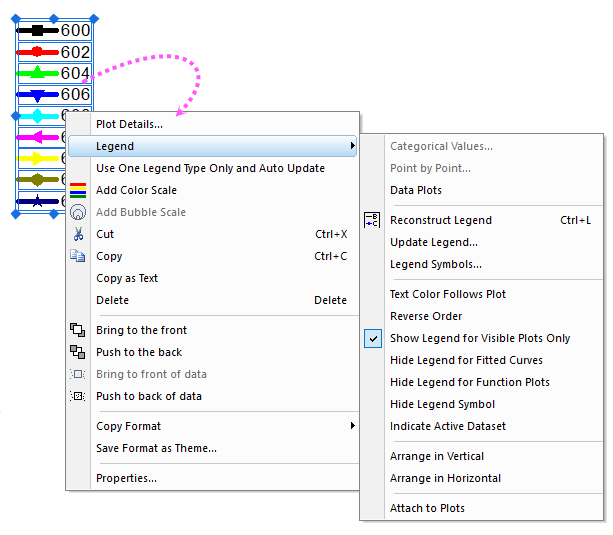 600
602
604
606
Plot Details...
Legend
Use One Legend Type Only and Auto Update
Add Color Scale
Add Bubble Scale
Cut Ctrl+X
Copy Ctrl+C
Copy as Text
Delete Delete
Bring to the front
Push to the back
Bring to front of data
Push to back of data
Copy Format
Save Format as Theme...
Properties...
Categorical Values...
Point by Point...
Data Plots
Reconstruct Legend Ctrl+L
Update Legend...
Legend Symbols...
Text Color Follows Plot
Reverse Order
Show Legend for Visible Plots Only
Hide Legend for Fitted Curves
Hide Legend for Function Plots
Hide Legend Symbol
Indicate Active Dataset
Arrange in Vertical
Arrange in Horizontal
Attach to Plots